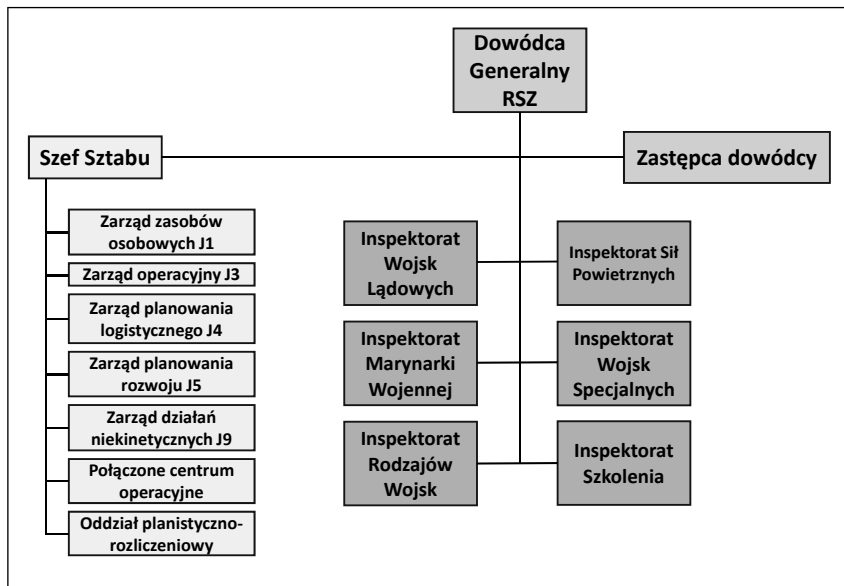 Dowódca
Generalny
RSZ
Szef Sztabu
Zastępca dowódcy
Zarząd zasobów
osobowych J1
Zarząd operacyjny J3
Zarząd planowania
logistycznego J4
Zarząd planowania
rozwoju J5
Zarząd działań
niekinetycznych J9
Połączone centrum
operacyjne
Oddział planistyczno-
rozliczeniowy
Inspektorat
Wojsk
Lądowych
Inspektorat Sił
Powietrznych
Inspektorat
Marynarki
Wojennej
Inspektorat
Wojsk
Specjalnych
Inspektorat
Rodzajów
Wojsk
Inspektorat
Szkolenia